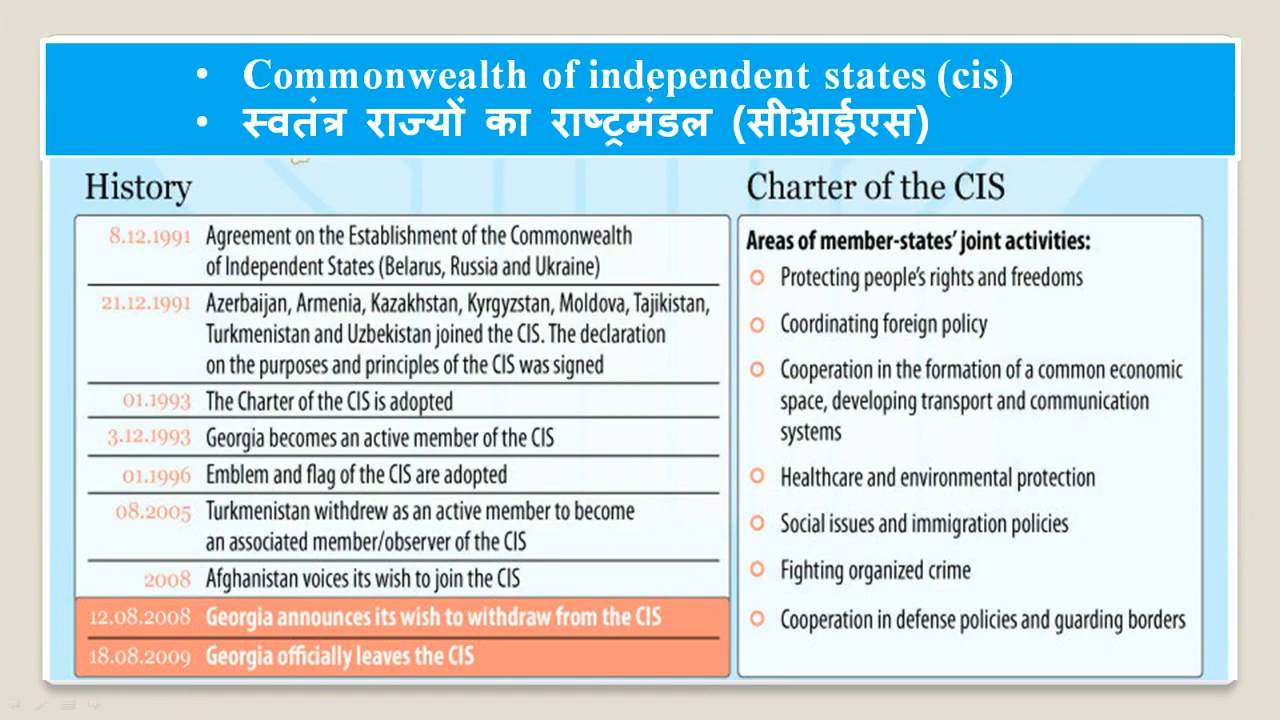 • Commonwealth of independent states (cis)
• स्वतंत्र राज्यों का राष्ट्रमंडल (सीआईएस)
History
8.12.1991 Agreement on the Establishment of the Commonwealth
of Independent States (Belarus, Russia and Ukraine)
21.12.1991 Azerbaijan, Armenia, Kazakhstan, Kyrgyzstan, Moldova, Tajikistan,
Turkmenistan and Uzbekistan joined the CIS. The declaration
on the purposes and principles of the CIS was signed
01.1993 The Charter of the CIS is adopted
3.12.1993 Georgia becomes an active member of the CIS
01.1996 Emblem and flag of the CIS are adopted
08.2005 Turkmenistan withdrew as an active member to become
an associated member/observer of the CIS
2008 Afghanistan voices its wish to join the CIS
12.08.2008 Georgia announces its wish to withdraw from the CIS
18.08.2009 Georgia officially leaves the CIS
Charter of the CIS
Areas of member-states' joint activities:
Protecting people's rights and freedoms
Coordinating foreign policy
Cooperation in the formation of a common economic
space, developing transport and communication
systems
Healthcare and environmental protection
Social issues and immigration policies
Fighting organized crime
Cooperation in defense policies and guarding borders